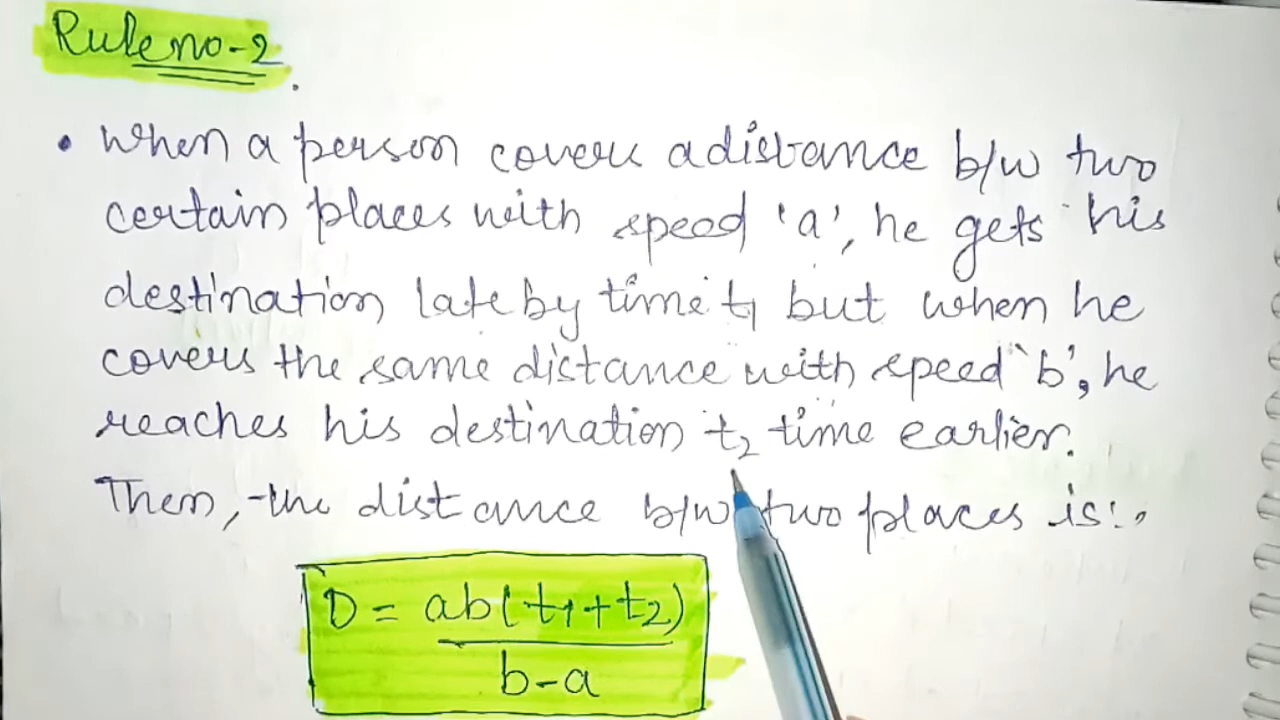 Rule no-2
• When a person covers a distance b/w two
certain places with speed 'a', he gets his
destination late by time t₁ but when he
covers the same distance with speed 'b', he
reaches his destination t₂ time earlier.
Then, the distance b/w two places is:
D = ab(t₁+t₂)
b-a